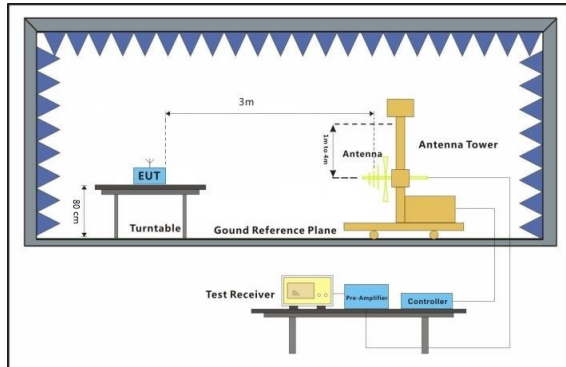 3m
1m to 4m
Antenna
Antenna Tower
EUT
80 cm
Turntable
Gound Reference Plane
Test Receiver
Pre-Amplifier
Controller